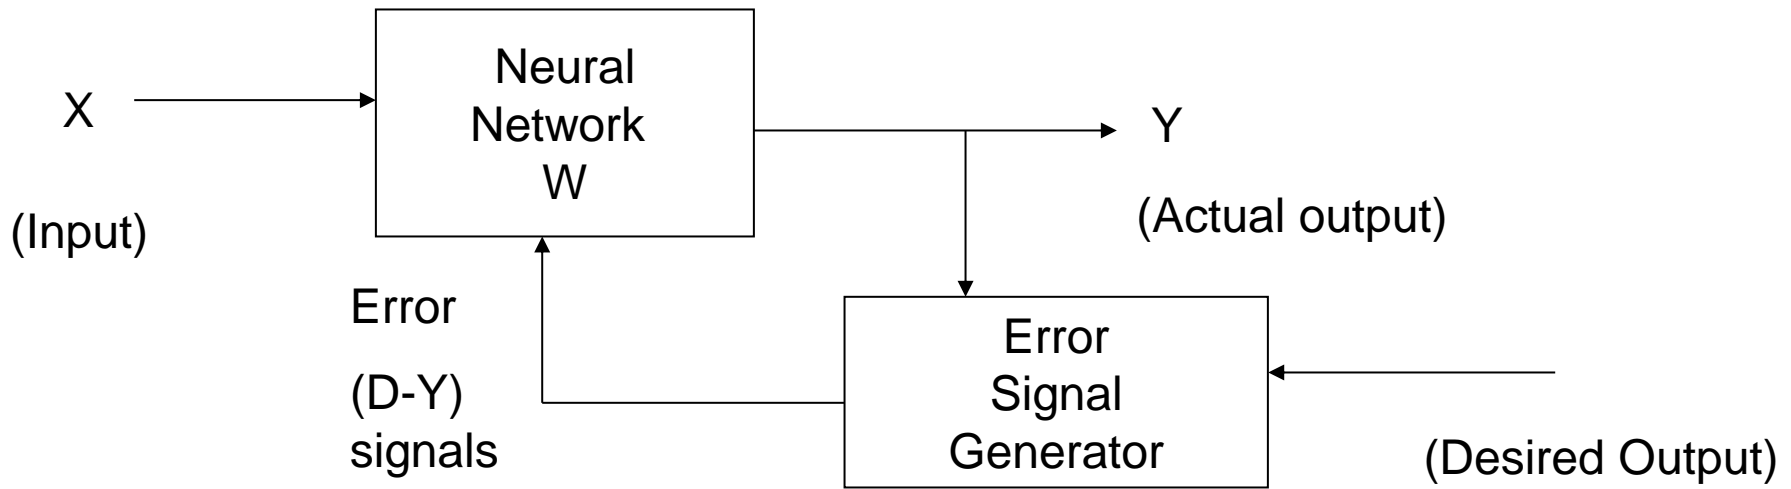 X
(Input)
Neural
Network
W
Y
(Actual output)
Error
(D-Y)
signals
Error
Signal
Generator
(Desired Output)